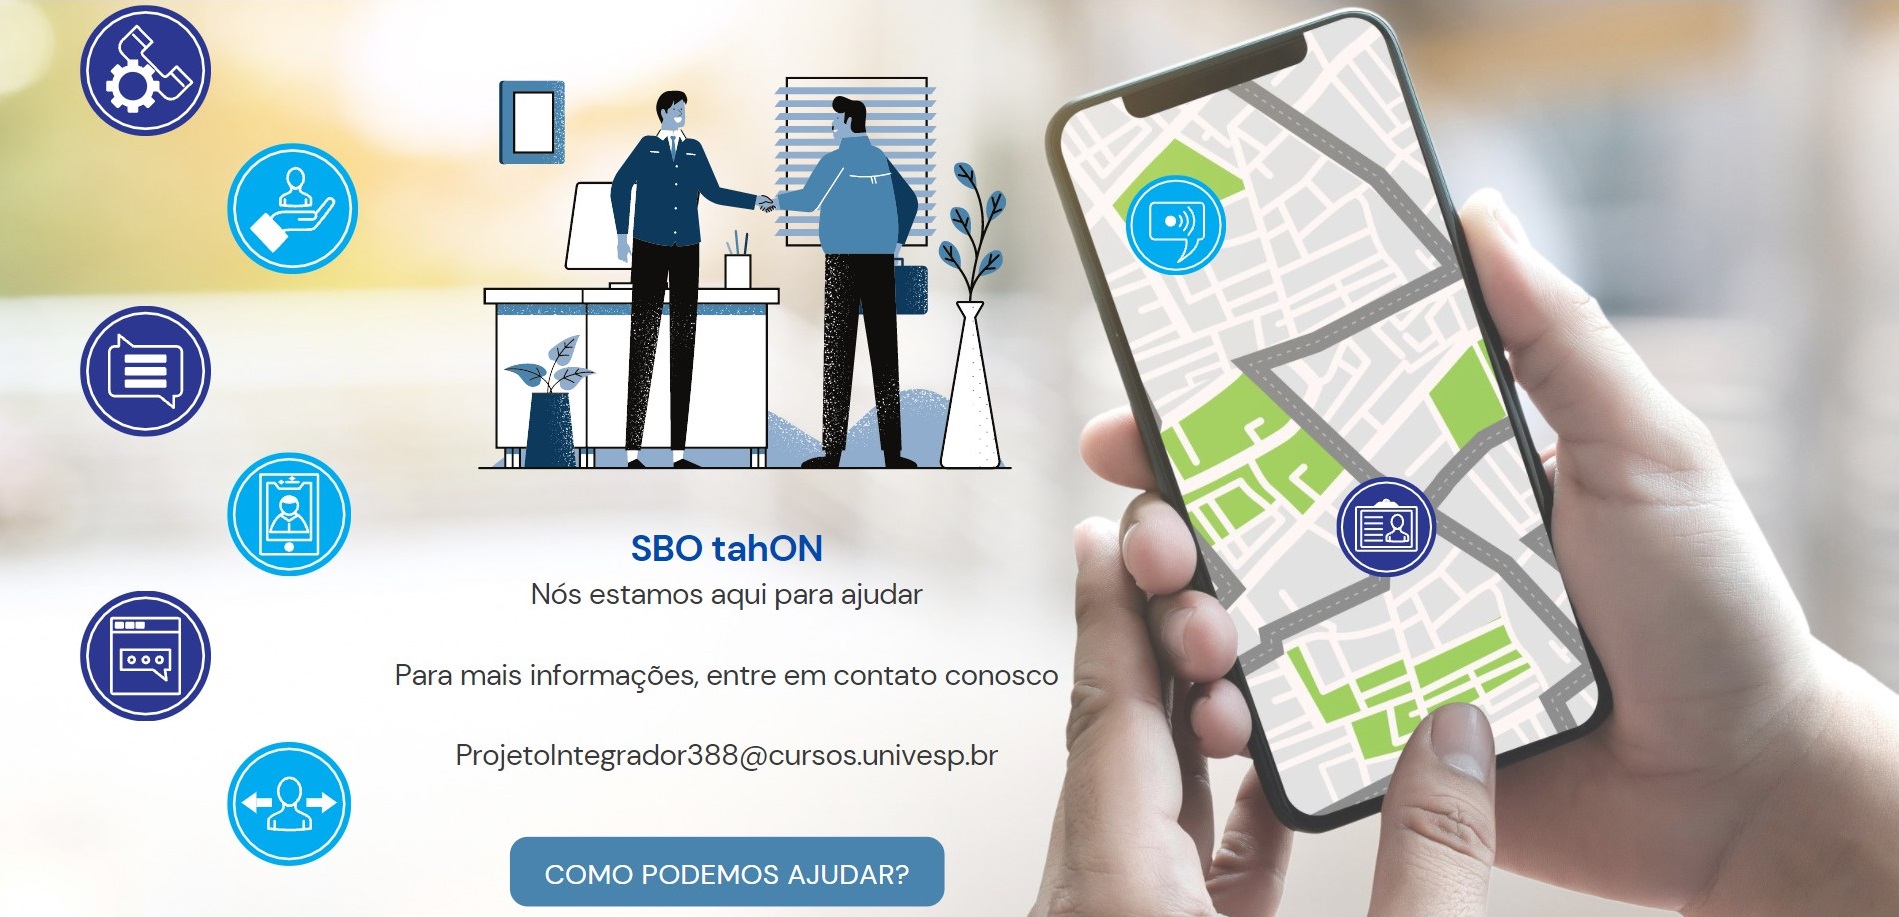 SBO tahON
Nós estamos aqui para ajudar
Para mais informações, entre em contato conosco
ProjetoIntegrador388@cursos.univesp.br
COMO PODEMOS AJUDAR?